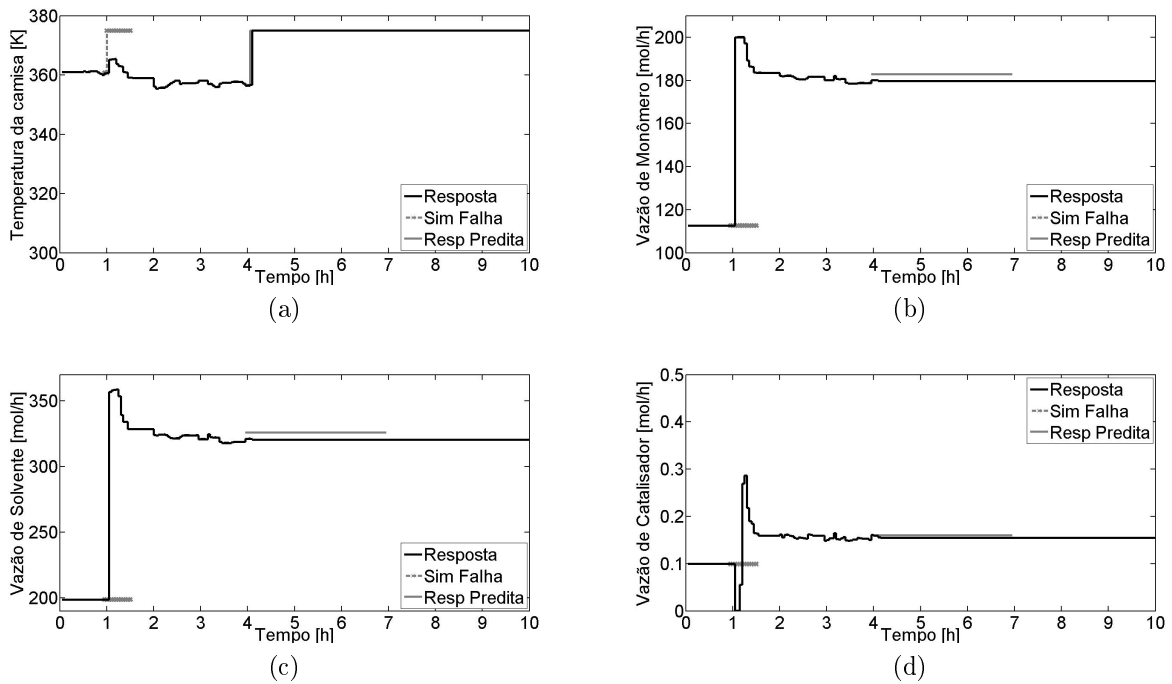 Temperatura da camisa [K]
380
360
340
320
300
0 1 2 3 4 5 6 7 8 9 10
Tempo [h]
Resposta
Sim Falha
Resp Predita
(a)
Vazão de Monômero [mol/h]
200
180
160
140
120
100
0 1 2 3 4 5 6 7 8 9 10
Tempo [h]
Resposta
Sim Falha
Resp Predita
(b)
Vazão de Solvente [mol/h]
350
300
250
200
0 1 2 3 4 5 6 7 8 9 10
Tempo [h]
Resposta
Sim Falha
Resp Predita
(c)
Vazão de Catalisador [mol/h]
0.5
0.4
0.3
0.2
0.1
0
0 1 2 3 4 5 6 7 8 9 10
Tempo [h]
Resposta
Sim Falha
Resp Predita
(d)